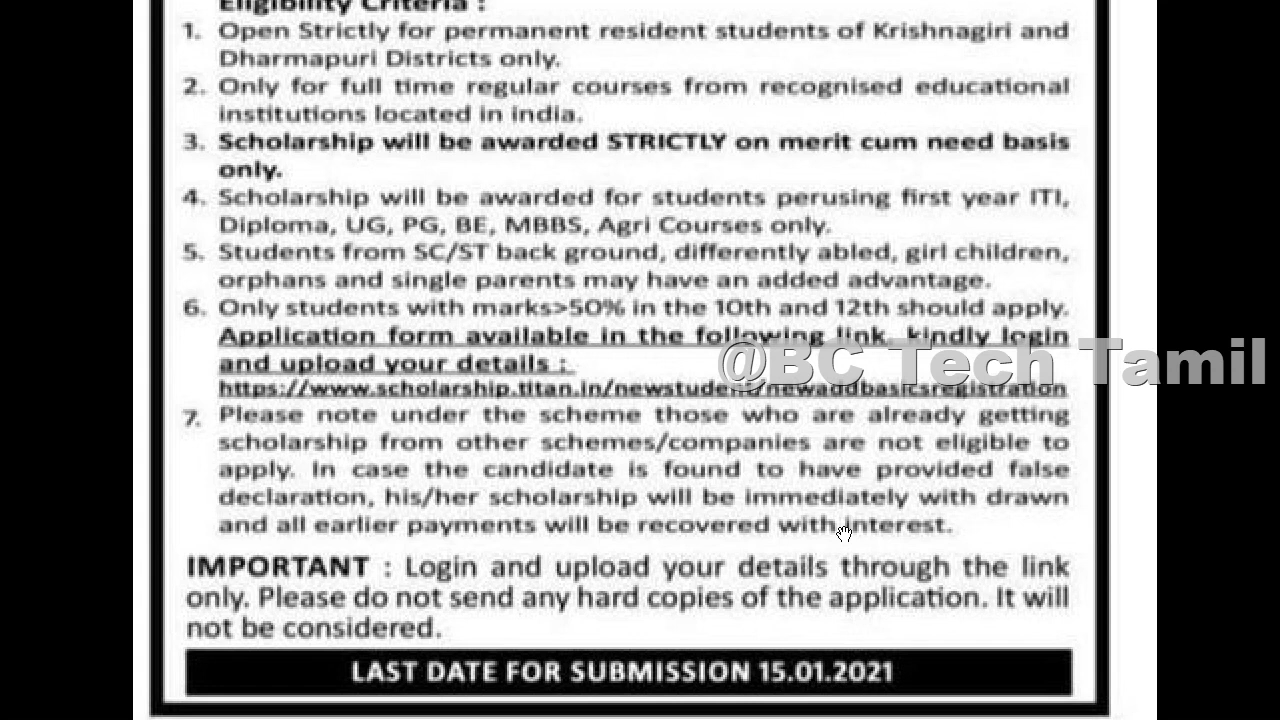 Eligibility Criteria :
1. Open Strictly for permanent resident students of Krishnagiri and
Dharmapuri Districts only.
2. Only for full time regular courses from recognised educational
institutions located in india.
3. Scholarship will be awarded STRICTLY on merit cum need basis
only.
4. Scholarship will be awarded for students perusing first year ITI,
Diploma, UG, PG, BE, MBBS, Agri Courses only.
5. Students from SC/ST back ground, differently abled, girl children,
orphans and single parents may have an added advantage.
6. Only students with marks>50% in the 10th and 12th should apply.
Application form available in the following link, kindly login
and upload your details :
@BC Tech Tamil
https://www.scholarship.titan.in/newstudent/newaddbasicsregistration
7. Please note under the scheme those who are already getting
scholarship from other schemes/companies are not eligible to
apply. In case the candidate is found to have provided false
declaration, his/her scholarship will be immediately with drawn
and all earlier payments will be recovered with interest.
IMPORTANT : Login and upload your details through the link
only. Please do not send any hard copies of the application. It will
not be considered.
LAST DATE FOR SUBMISSION 15.01.2021